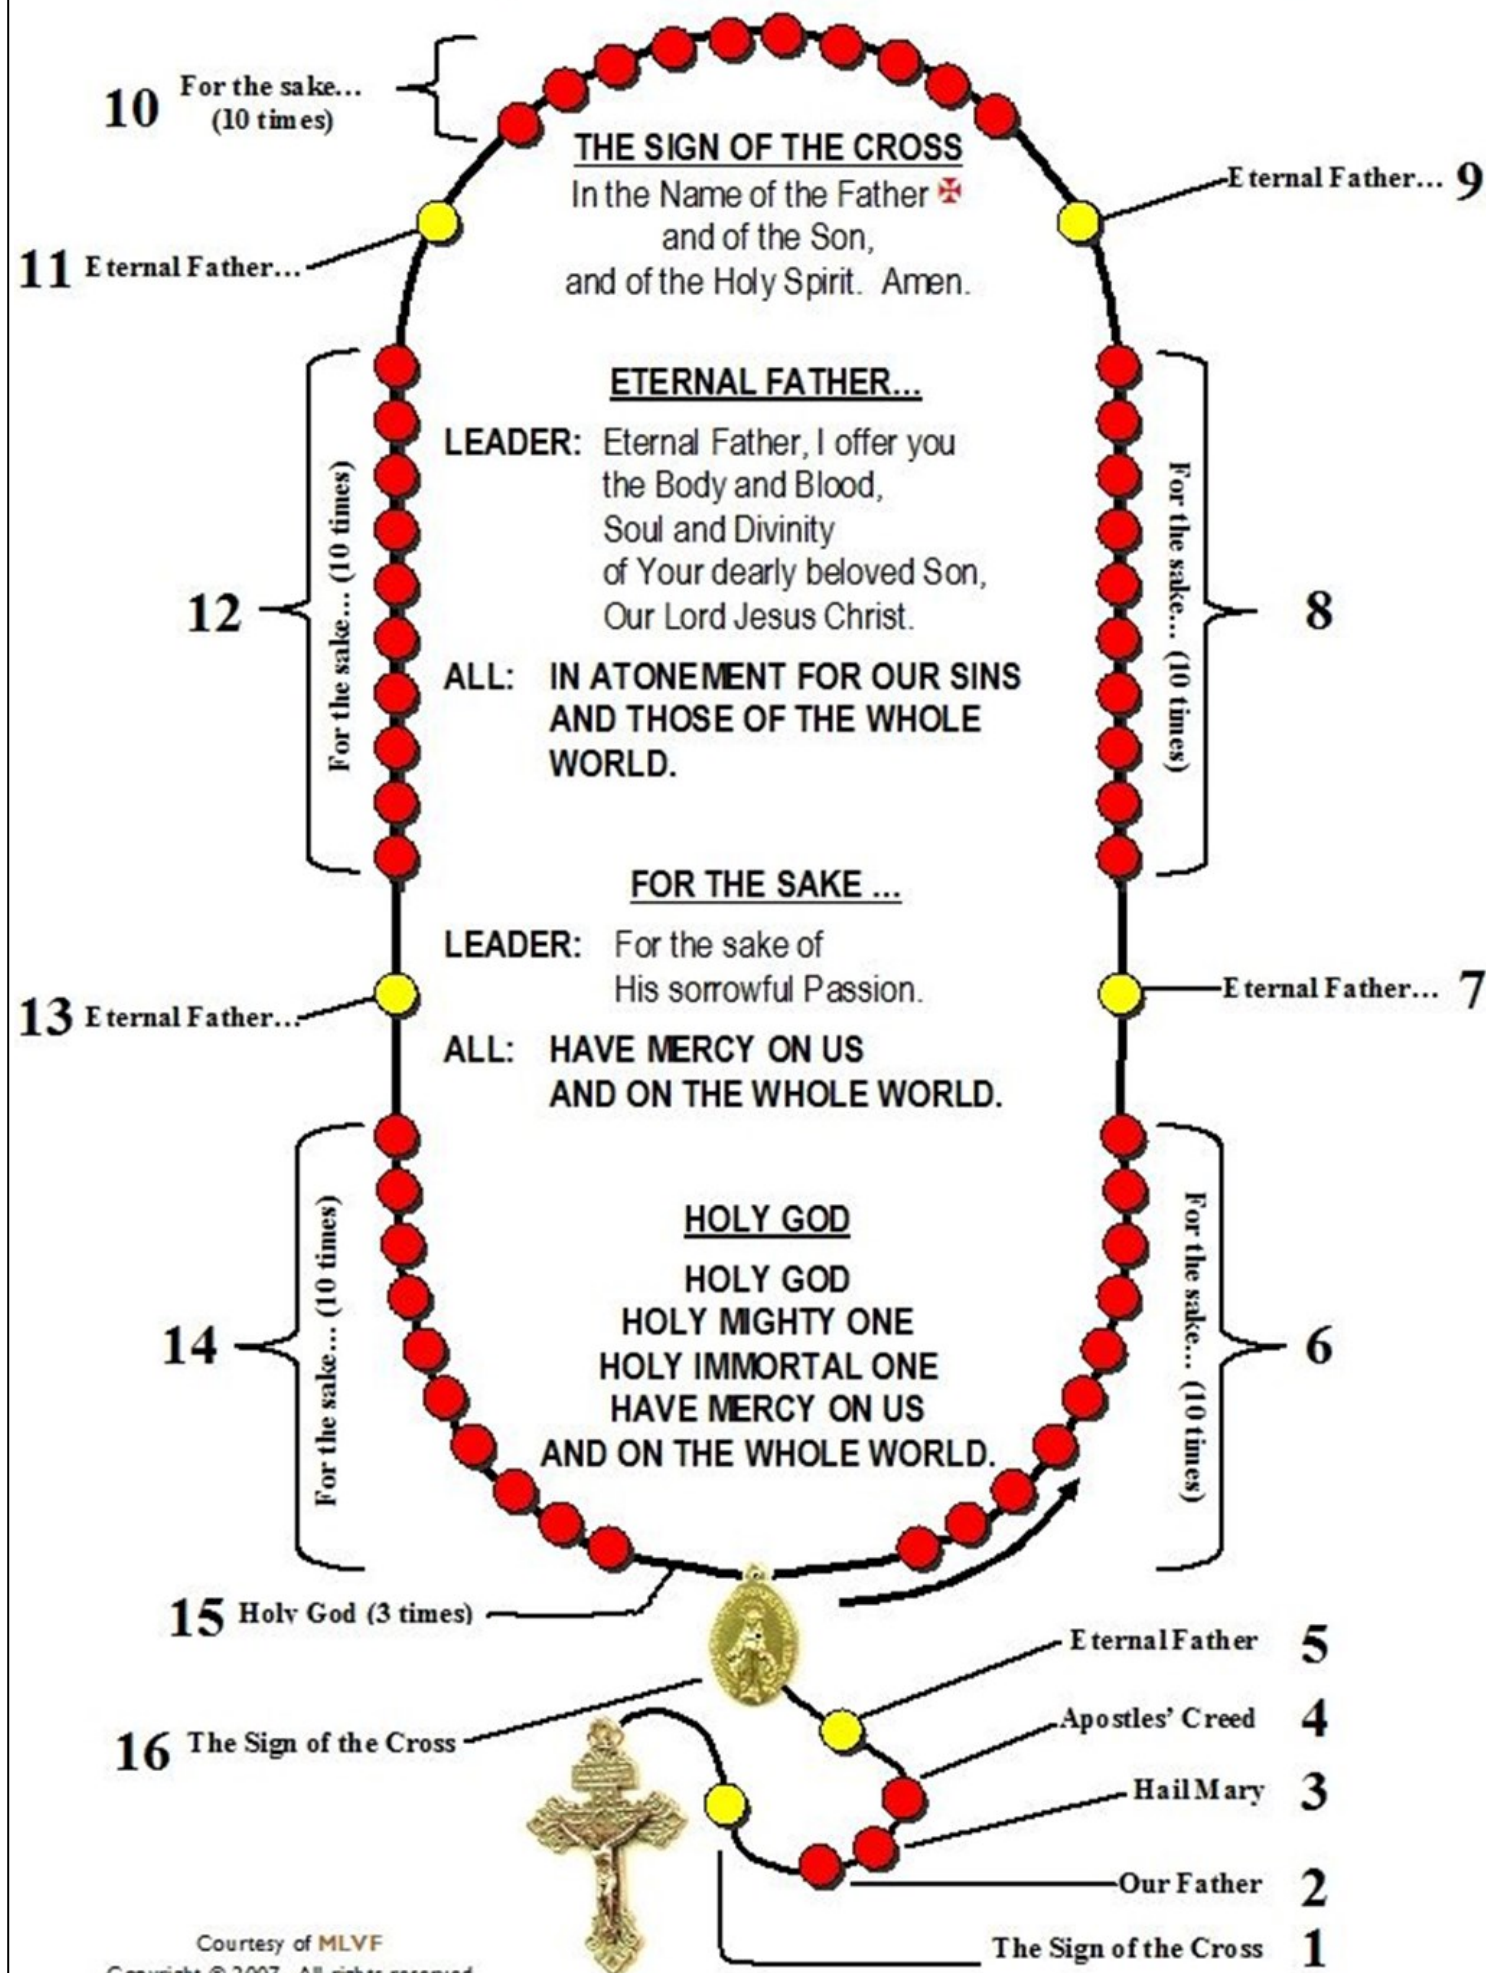 10 For the sake...
(10 times)
THE SIGN OF THE CROSS
In the Name of the Father ✠
and of the Son,
and of the Holy Spirit. Amen.
Eternal Father... 9
11 Eternal Father...
ETERNAL FATHER...
LEADER: Eternal Father, I offer you
the Body and Blood,
Soul and Divinity
of Your dearly beloved Son,
Our Lord Jesus Christ.
ALL: IN ATONEMENT FOR OUR SINS
AND THOSE OF THE WHOLE
WORLD.
12 For the sake... (10 times)
For the sake... (10 times) 8
FOR THE SAKE ...
LEADER: For the sake of
His sorrowful Passion.
ALL: HAVE MERCY ON US
AND ON THE WHOLE WORLD.
13 Eternal Father...
Eternal Father... 7
HOLY GOD
HOLY GOD
HOLY MIGHTY ONE
HOLY IMMORTAL ONE
HAVE MERCY ON US
AND ON THE WHOLE WORLD.
14 For the sake... (10 times)
For the sake... (10 times) 6
15 Holy God (3 times)
Eternal Father 5
Apostles' Creed 4
16 The Sign of the Cross
Hail Mary 3
Our Father 2
The Sign of the Cross 1
Courtesy of MLVF
Copyright © 2007 All rights reserved